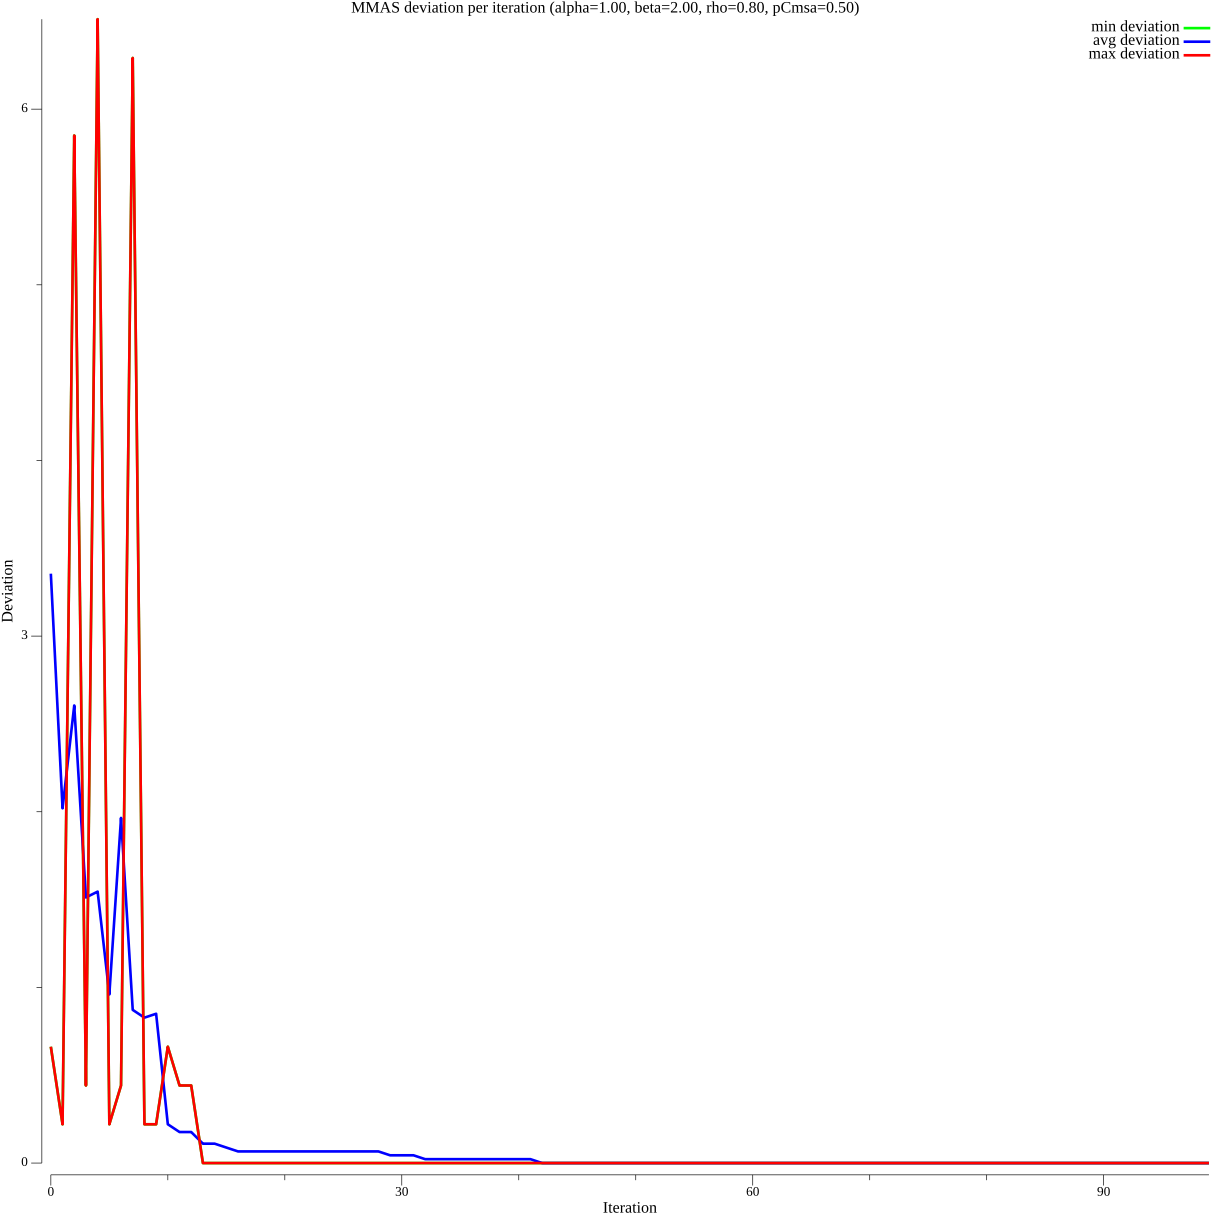 MMAS deviation per iteration (alpha=1.00, beta=2.00, rho=0.80, pCmsa=0.50)
min deviation
avg deviation
max deviation
6
3
0
Deviation
0 30 60 90
Iteration